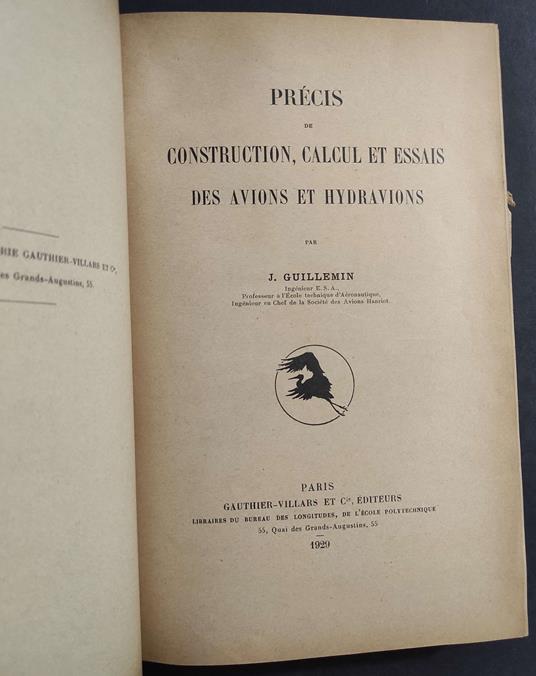 RIE GAUTHIER-VILLARS ET Cie,
es Grands-Augustins, 55.
PRÉCIS
DE
CONSTRUCTION, CALCUL ET ESSAIS
DES AVIONS ET HYDRAVIONS
PAR
J. GUILLEMIN
Ingénieur E. S. A.,
Professeur à l'École technique d'Aéronautique,
Ingénieur en Chef de la Société des Avions Hanriot.
PARIS
GAUTHIER-VILLARS ET Cie, ÉDITEURS
LIBRAIRES DU BUREAU DES LONGITUDES, DE L'ÉCOLE POLYTECHNIQUE
55, Quai des Grands-Augustins, 55
1929